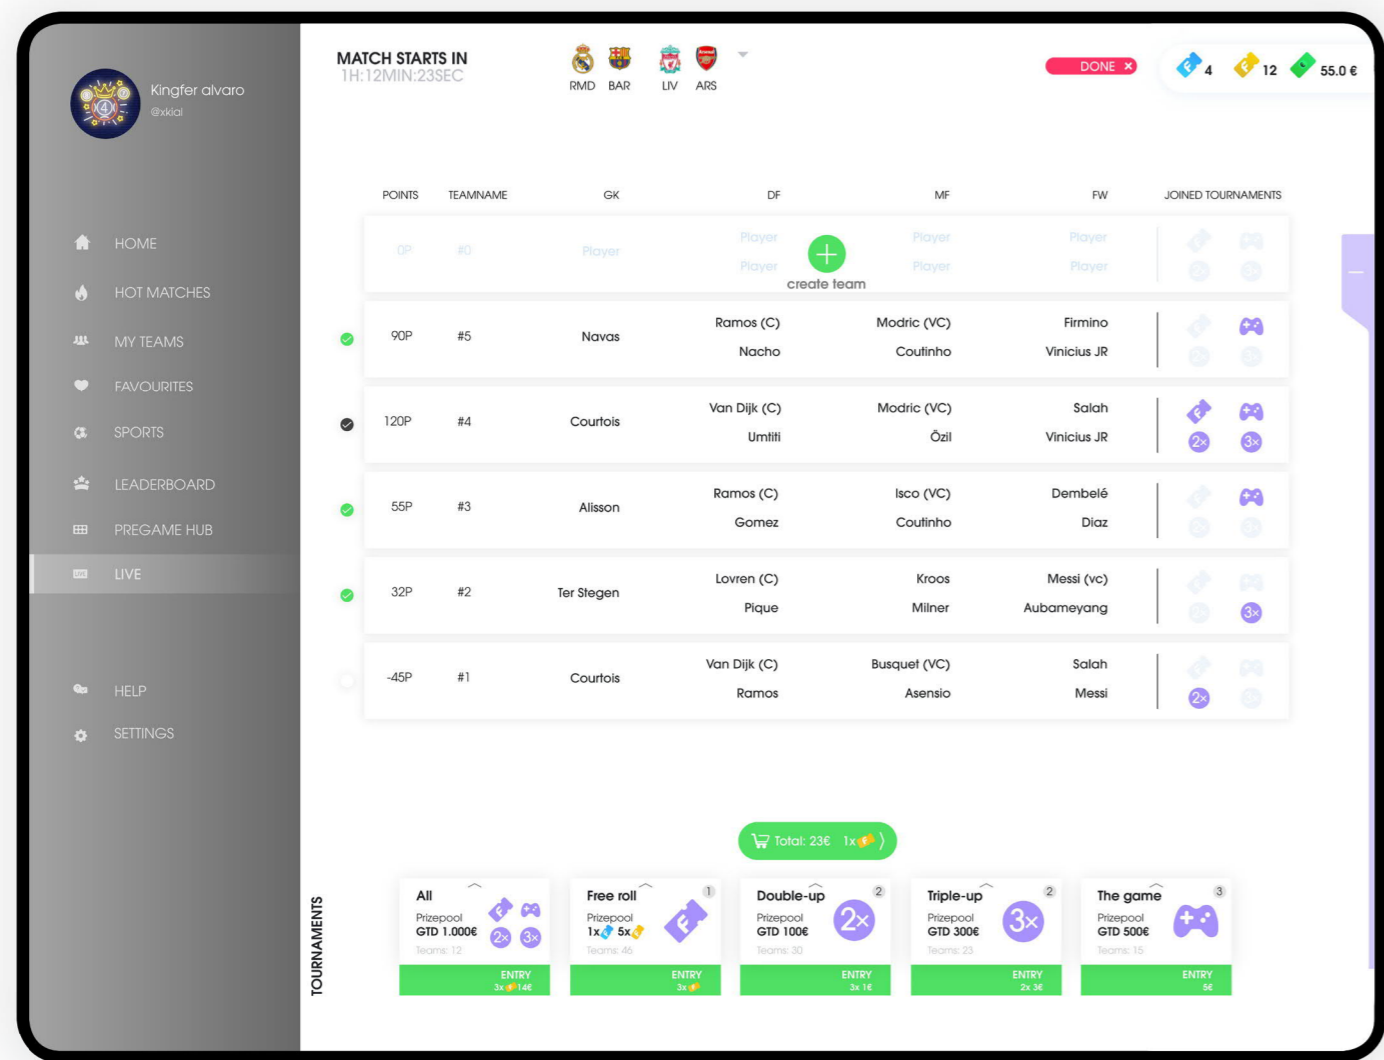 Kingfer alvaro
@xkial
HOME
HOT MATCHES
MY TEAMS
FAVOURITES
SPORTS
LEADERBOARD
PREGAME HUB
LIVE
HELP
SETTINGS
MATCH STARTS IN
1H:12MIN:23SEC
RMD BAR LIV ARS
DONE ×
4 12 55.0 €
POINTS TEAMNAME GK DF MF FW JOINED TOURNAMENTS
0P #0 Player Player Player Player
Player Player Player
create team
90P #5 Navas Ramos (C) Modric (VC) Firmino
Nacho Coutinho Vinicius JR
120P #4 Courtois Van Dijk (C) Modric (VC) Salah
Umtiti Özil Vinicius JR
2× 3×
55P #3 Alisson Ramos (C) Isco (VC) Dembelé
Gomez Coutinho Diaz
32P #2 Ter Stegen Lovren (C) Kroos Messi (vc)
Pique Milner Aubameyang
3×
-45P #1 Courtois Van Dijk (C) Busquet (VC) Salah
Ramos Asensio Messi
2×
Total: 23€ 1x
TOURNAMENTS
All
Prizepool
GTD 1.000€
2× 3×
Teams: 12
ENTRY
3x 14€
Free roll 1
Prizepool
1x 5x
F
Teams: 46
ENTRY
3x
Double-up 2
Prizepool
GTD 100€
2×
Teams: 30
ENTRY
3x 1€
Triple-up 2
Prizepool
GTD 300€
3×
Teams: 23
ENTRY
2x 3€
The game 3
Prizepool
GTD 500€
Teams: 15
ENTRY
5€